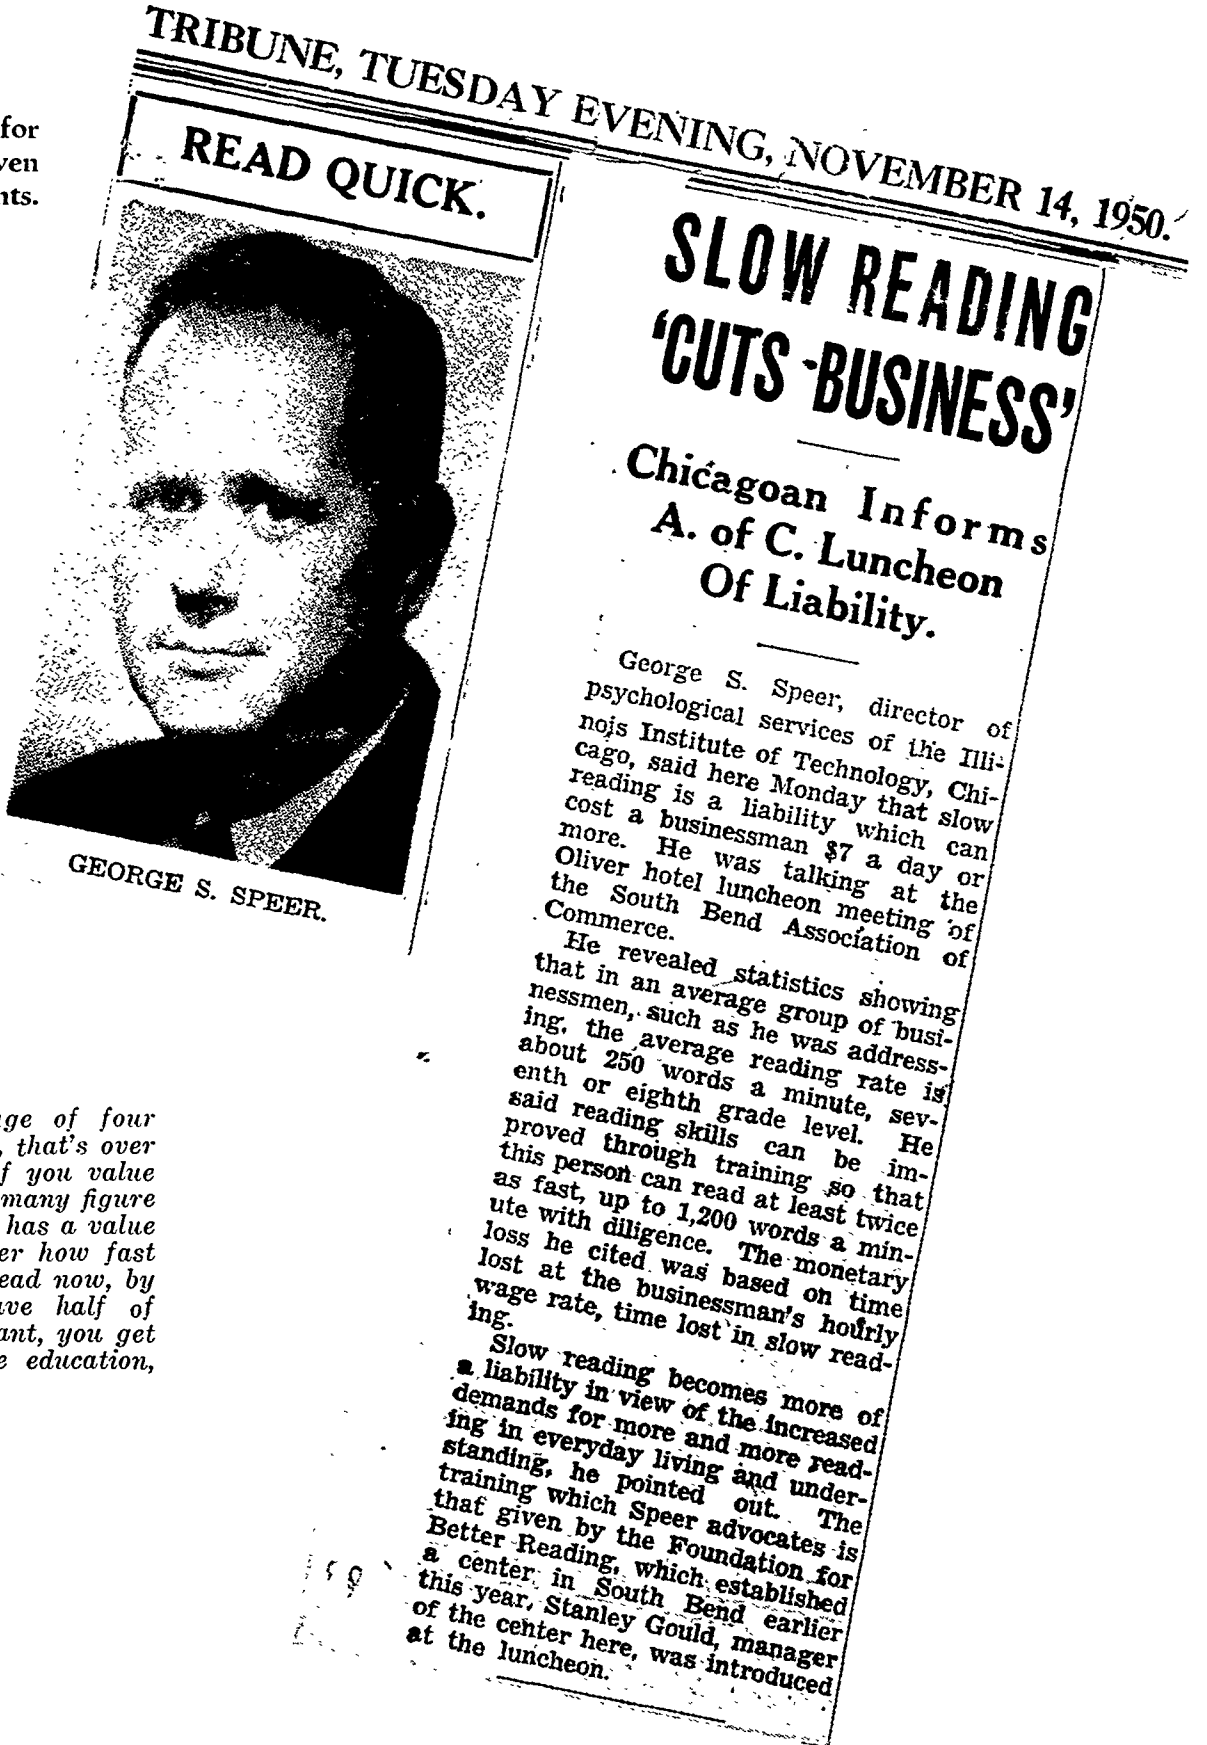 TRIBUNE, TUESDAY EVENING, NOVEMBER 14, 1950.
for
ven
nts.
READ QUICK.
GEORGE S. SPEER.
ge of four
, that's over
f you value
many figure
has a value
er how fast
ead now, by
ave half of
ant, you get
e education,
SLOW READING
'CUTS BUSINESS'
Chicagoan Informs
A. of C. Luncheon
Of Liability.
George S. Speer, director of
psychological services of the Illi-
nois Institute of Technology, Chi-
cago, said here Monday that slow
reading is a liability which can
cost a businessman $7 a day or
more. He was talking at the
Oliver hotel luncheon meeting of
the South Bend Association of
Commerce.
He revealed statistics showing
that in an average group of busi-
nessmen, such as he was address-
ing, the average reading rate is
about 250 words a minute, sev-
enth or eighth grade level. He
said reading skills can be im-
proved through training so that
this person can read at least twice
as fast, up to 1,200 words a min-
ute with diligence. The monetary
loss he cited was based on time
lost at the businessman's hourly
wage rate, time lost in slow read-
ing.
Slow reading becomes more of
a liability in view of the increased
demands for more and more read-
ing in everyday living and under-
standing, he pointed out. The
training which Speer advocates is
that given by the Foundation for
Better Reading, which established
a center in South Bend earlier
this year. Stanley Gould, manager
of the center here, was introduced
at the luncheon.